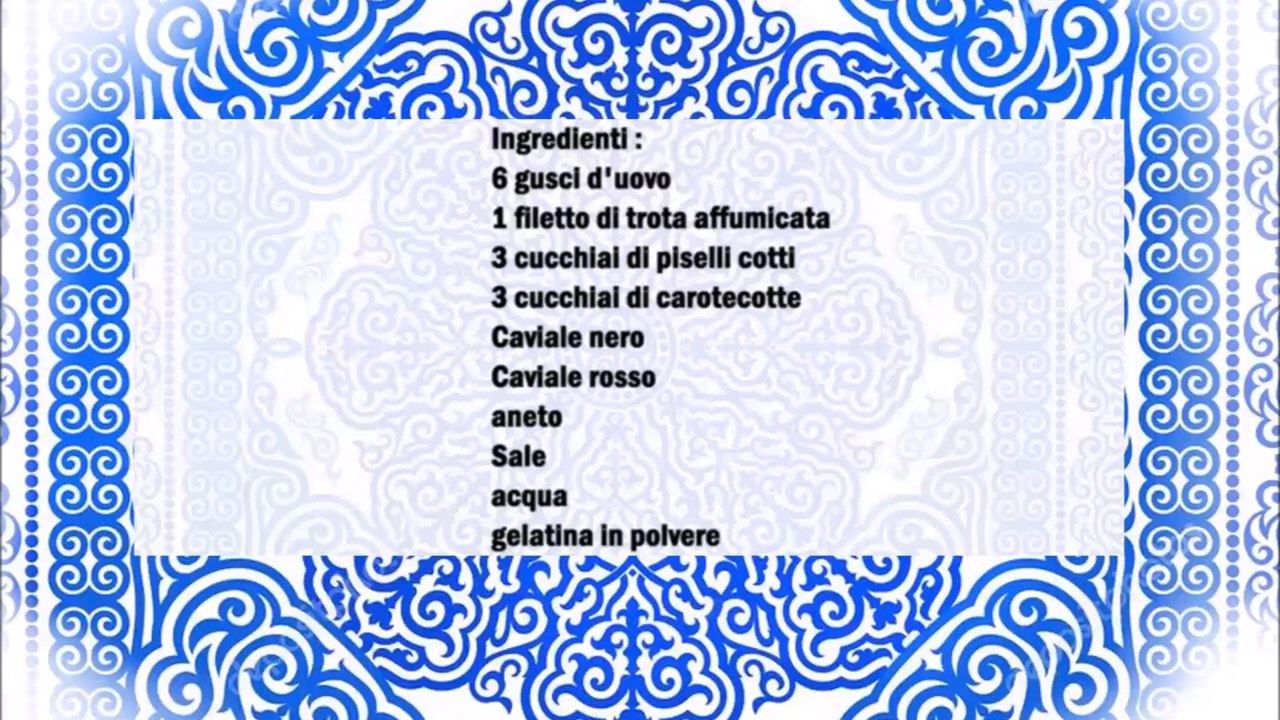 Ingredienti :
6 gusci d'uovo
1 filetto di trota affumicata
3 cucchiai di piselli cotti
3 cucchiai di carotecotte
Caviale nero
Caviale rosso
aneto
Sale
acqua
gelatina in polvere